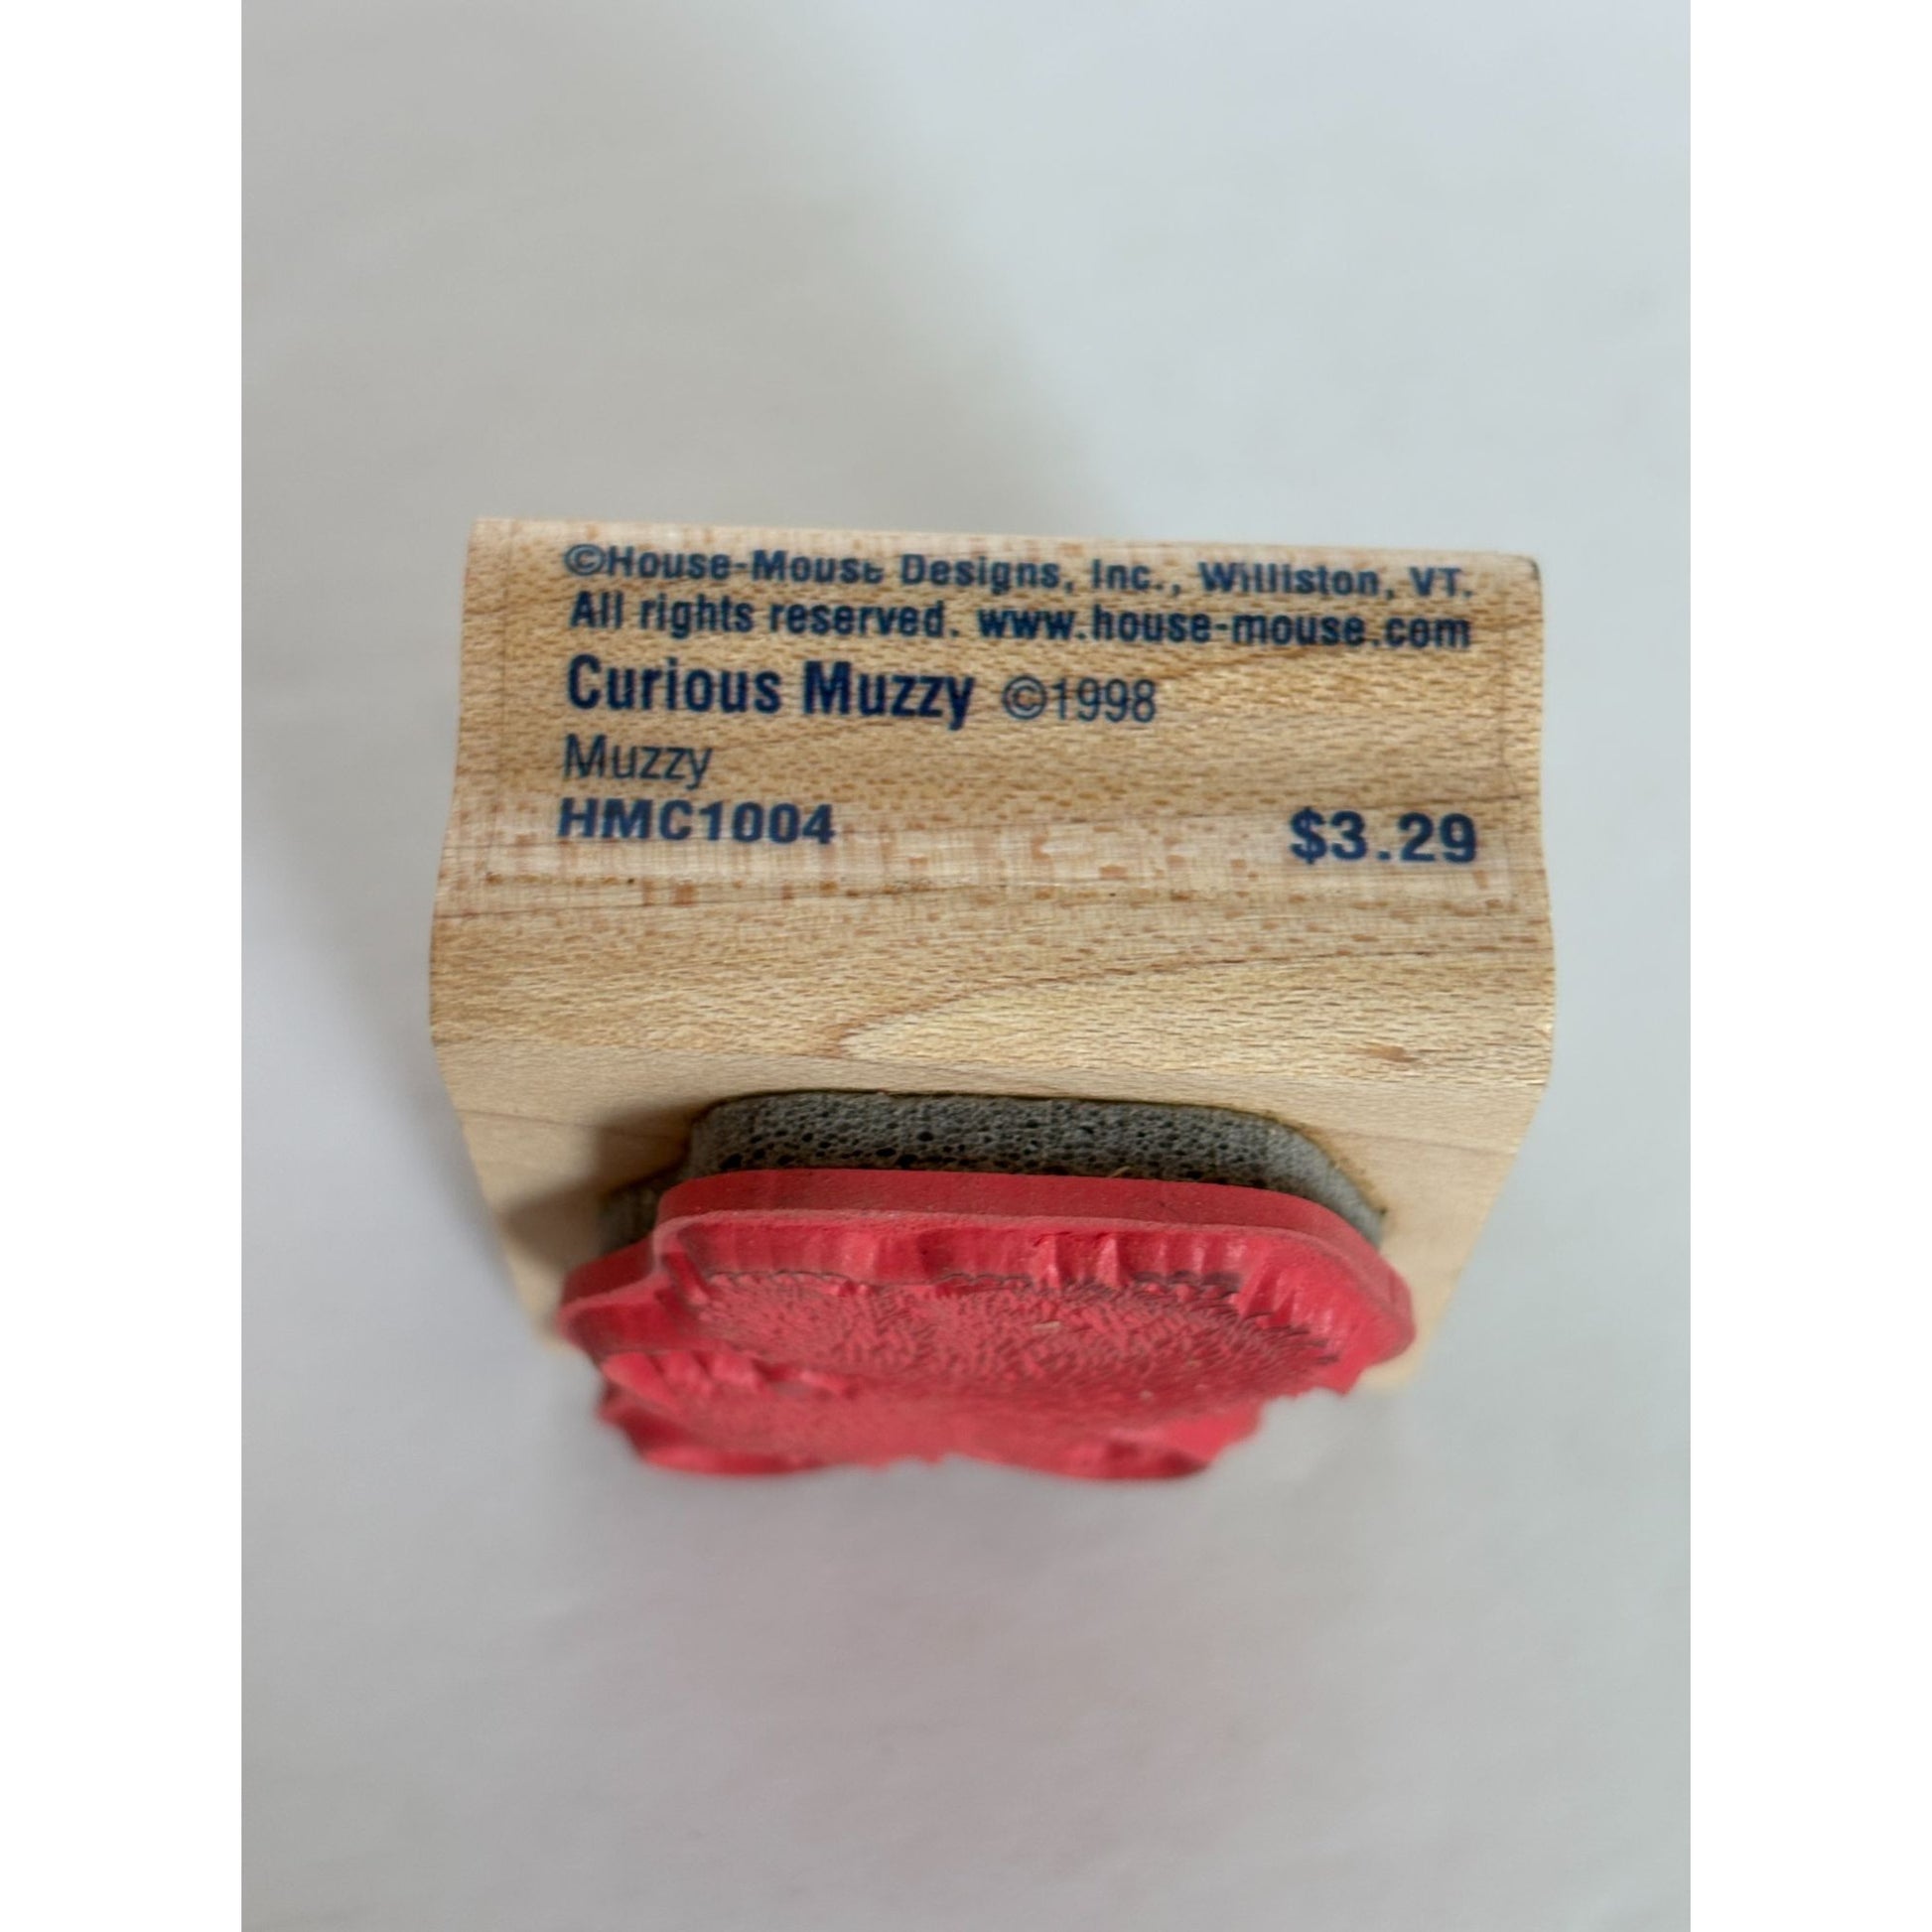 ©House-Mouse Designs, Inc., Williston, VT.
All rights reserved. www.house-mouse.com
Curious Muzzy ©1998
Muzzy
HMC1004
$3.29